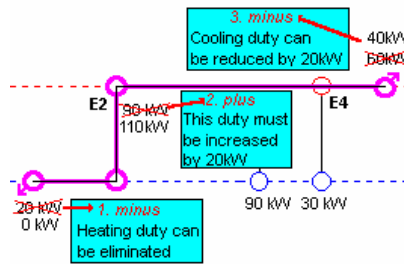 3. minus
Cooling duty can
be reduced by 20kW
40kW
60kW
E2
90 kW
110kW
2. plus
This duty must
be increased
by 20kW
E4
20 kW
0 kW
1. minus
Heating duty can
be eliminated
90 kW
30 kW